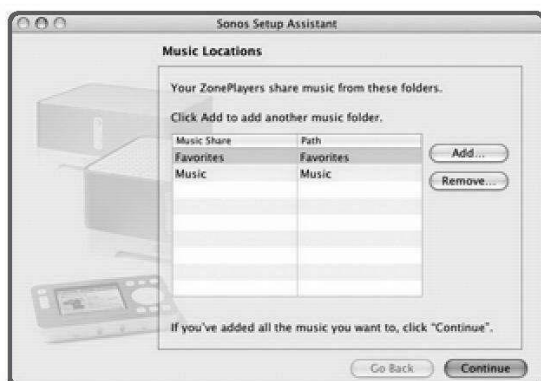 Sonos Setup Assistant
Music Locations
Your ZonePlayers share music from these folders.
Click Add to add another music folder.
Music Share Path
Favorites Favorites
Music Music
Add...
Remove...
If you've added all the music you want to, click "Continue".
Go Back Continue